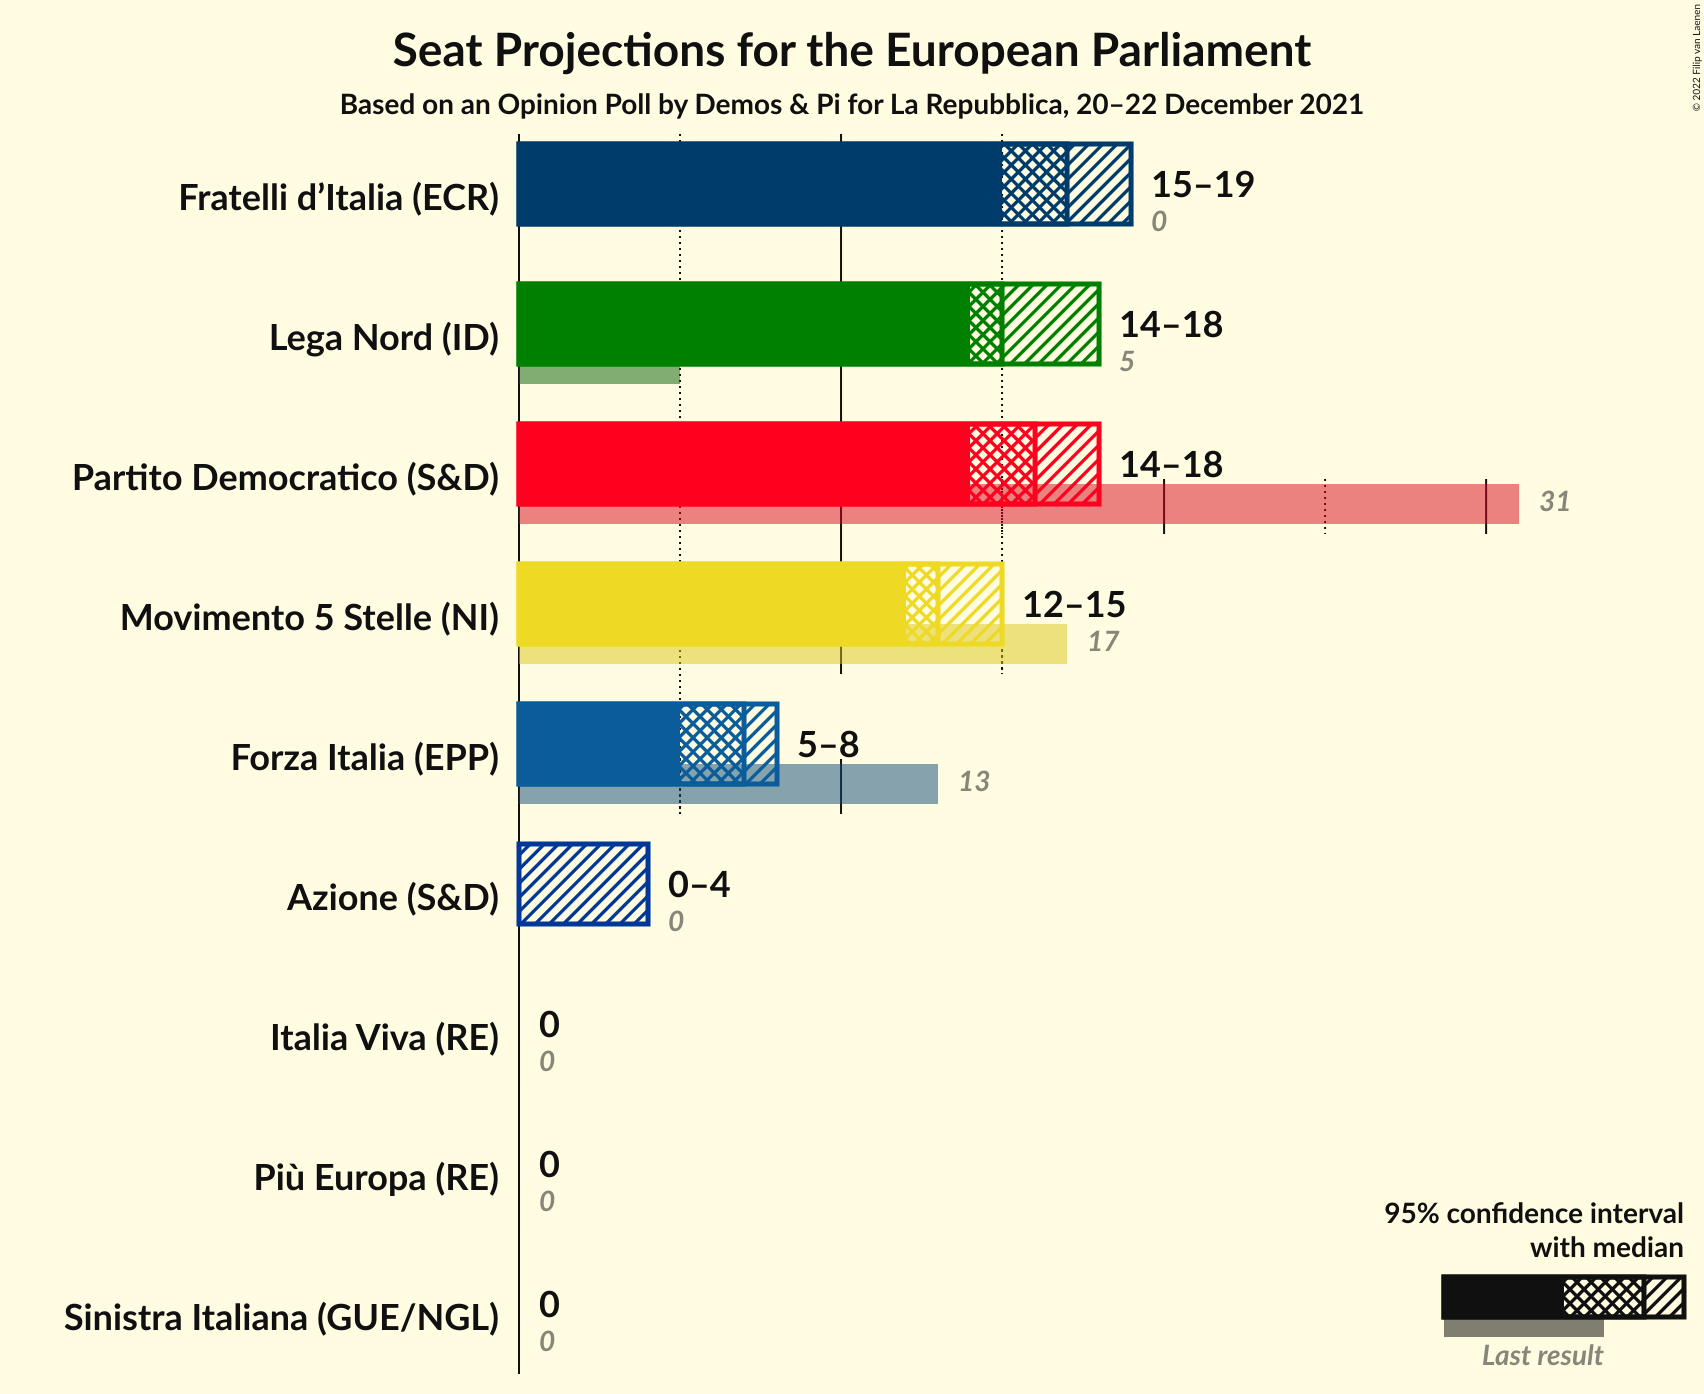 © 2022 Filip van Laenen
Seat Projections for the European Parliament
Based on an Opinion Poll by Demos & Pi for La Repubblica, 20–22 December 2021
Fratelli d’Italia (ECR)
15–19
0
Lega Nord (ID)
14–18
5
Partito Democratico (S&D)
14–18
31
Movimento 5 Stelle (NI)
12–15
17
Forza Italia (EPP)
5–8
13
Azione (S&D)
0–4
0
Italia Viva (RE)
0
0
Più Europa (RE)
0
0
Sinistra Italiana (GUE/NGL)
0
0
95% confidence interval
with median
Last result